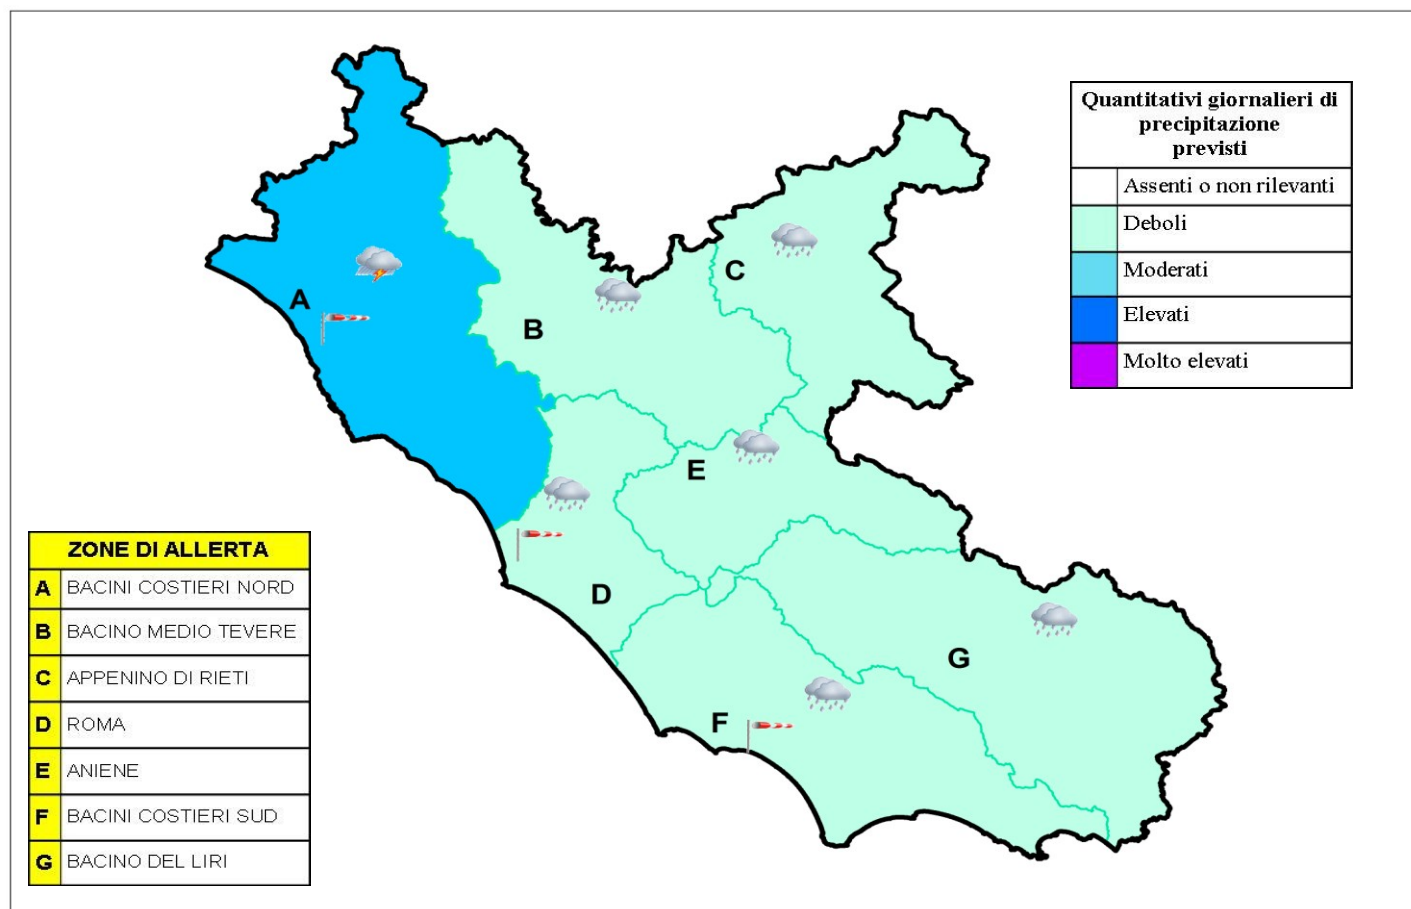 Quantitativi giornalieri di
precipitazione
previsti
Assenti o non rilevanti
Deboli
Moderati
Elevati
Molto elevati
A
B
C
D
E
F
G
ZONE DI ALLERTA
A BACINI COSTIERI NORD
B BACINO MEDIO TEVERE
C APPENINO DI RIETI
D ROMA
E ANIENE
F BACINI COSTIERI SUD
G BACINO DEL LIRI